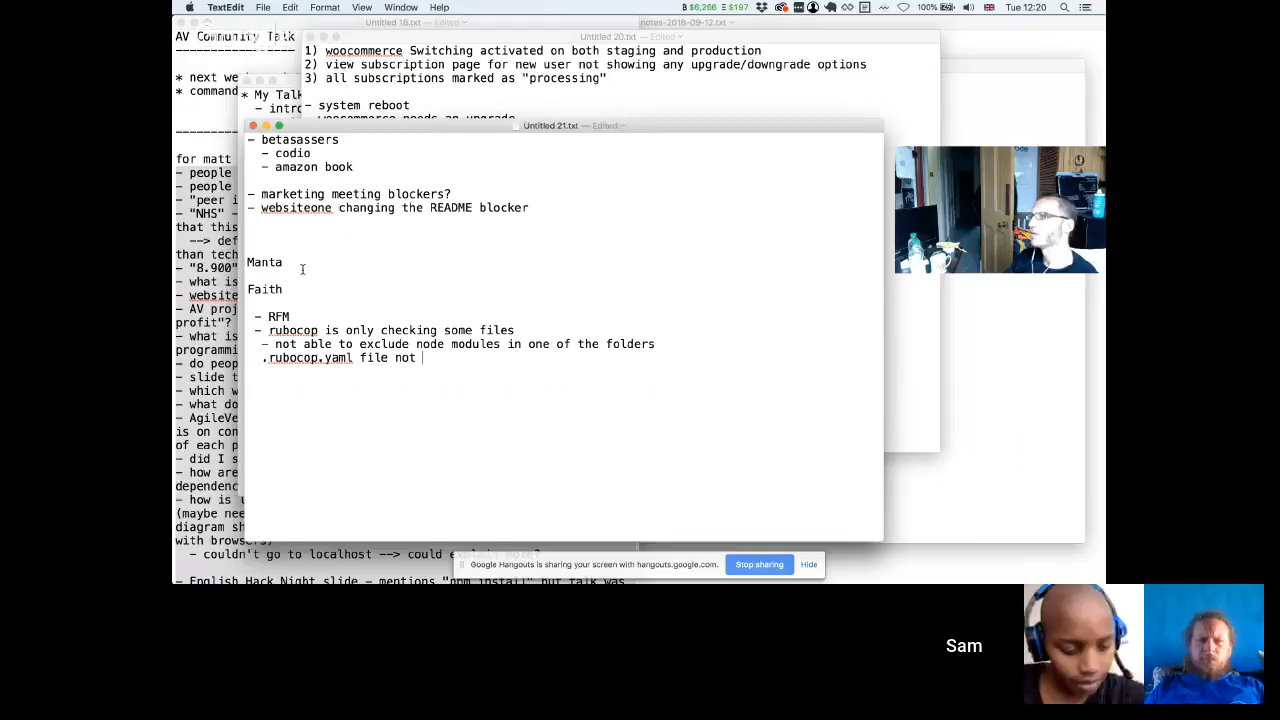 TextEdit File Edit Format View Window Help
฿ $6,266 Ξ $197 100% Tue 12:20
Untitled 18.txt — Edited
notes-2018-09-12.txt
AV Community Talk
--------------
* next we
* command
--------------
for matt
- people
- people
- "peer i
- "NHS" -
that this
--> def
than tech
- "8.900"
- what is
- website
- AV proj
profit"?
- what is
programmi
- do peop
- slide t
- which w
- what do
- AgileVe
is on con
of each p
- did I s
- how are
dependenc
- how is
(maybe nee
diagram sh
with browsers)
- couldn't go to localhost --> could explain more?
- English Hack Night slide - mentions "npm install" but talk was
Untitled 20.txt — Edited
1) woocommerce Switching activated on both staging and production
2) view subscription page for new user not showing any upgrade/downgrade options
3) all subscriptions marked as "processing"
- system reboot
- woocommerce needs an upgrade
* My Talk
- intro
Untitled 21.txt — Edited
- betasassers
- codio
- amazon book
- marketing meeting blockers?
- websiteone changing the README blocker
Manta
Faith
- RFM
- rubocop is only checking some files
- not able to exclude node modules in one of the folders
.rubocop.yaml file not
Google Hangouts is sharing your screen with hangouts.google.com.
Stop sharing
Hide
Sam